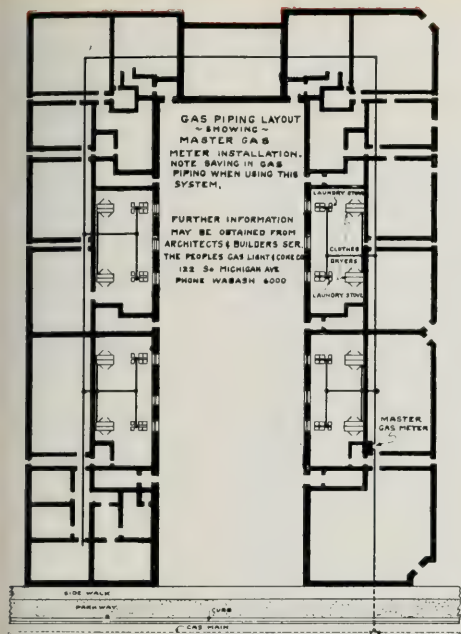 GAS PIPING LAYOUT
~ SHOWING ~
MASTER GAS
METER INSTALLATION.
NOTE SAVING IN GAS
PIPING WHEN USING THIS
SYSTEM.
FURTHER INFORMATION
MAY BE OBTAINED FROM
ARCHITECTS & BUILDERS SER.
THE PEOPLES GAS LIGHT & COKE CO
122 So MICHIGAN AVE
PHONE WABASH 6000
LAUNDRY STOVE
CLOTHES
DRYERS
LAUNDRY STOVE
MASTER
GAS METER
SIDE WALK
PARKWAY
CURB
GAS MAIN